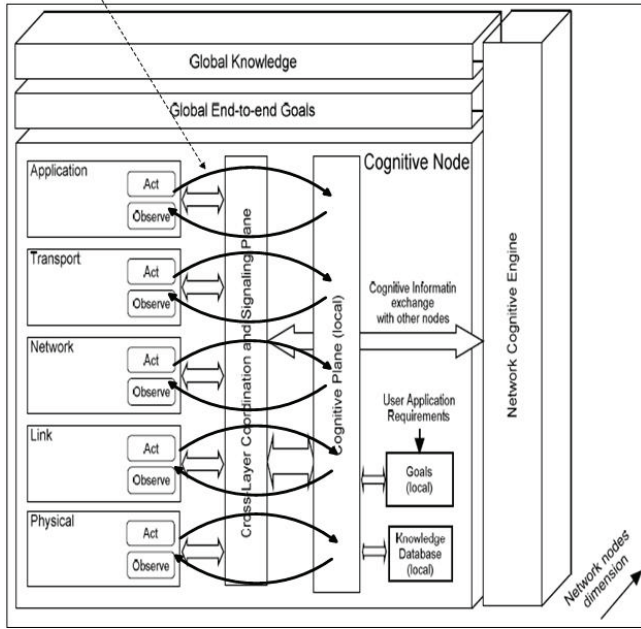 Global Knowledge
Global End-to-end Goals
Cognitive Node
Application
Act
Observe
Transport
Act
Observe
Network
Act
Observe
Link
Act
Observe
Physical
Act
Observe
Cross-Layer Coordination and Signaling Plane
Cognitive Plane (local)
Cognitive Informatin
exchange
with other nodes
User Application
Requirements
Goals
(local)
Knowledge
Database
(local)
Network Cognitive Engine
Network nodes
dimension